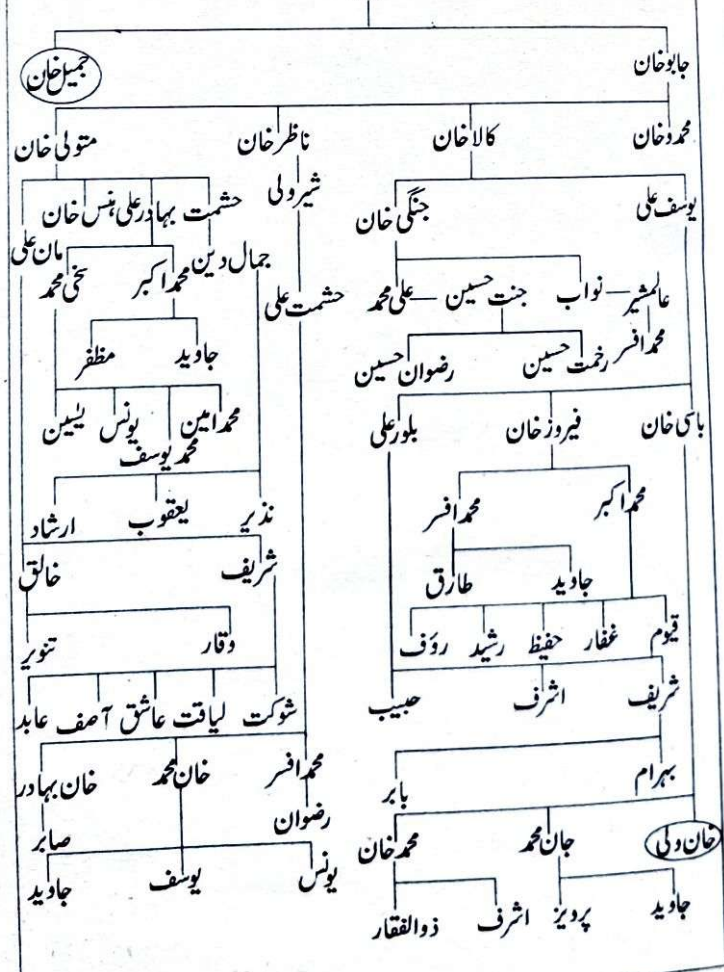 جابو خان جمیل خان
محمدو خان کالا خان ناظر خان متولی خان
یوسف علی جنگی خان شیر ولی حشمت بہادر علی ہنس خان مان علی
عالمشیر نواب جنت حسین علی محمد حشمت علی جمال دین محمد اکبر سخی محمد
محمد افسر رخمت حسین رضوان حسین جاوید مظفر
باسی خان فیروز خان بلور علی محمد امین محمد یوسف یونس یٰسین
محمد اکبر محمد افسر نذیر یعقوب ارشاد
جاوید طارق شریف خالق
قیوم غفار حفیظ رشید رؤف وقار تنویر
شریف اشرف حبیب شوکت لیاقت عاشق آصف عابد
بہرام بابر محمد افسر خان محمد خان بہادر
رضوان صابر
خان ولی جان محمد محمد خان یونس یوسف جاوید
جاوید پرویز اشرف ذوالفقار